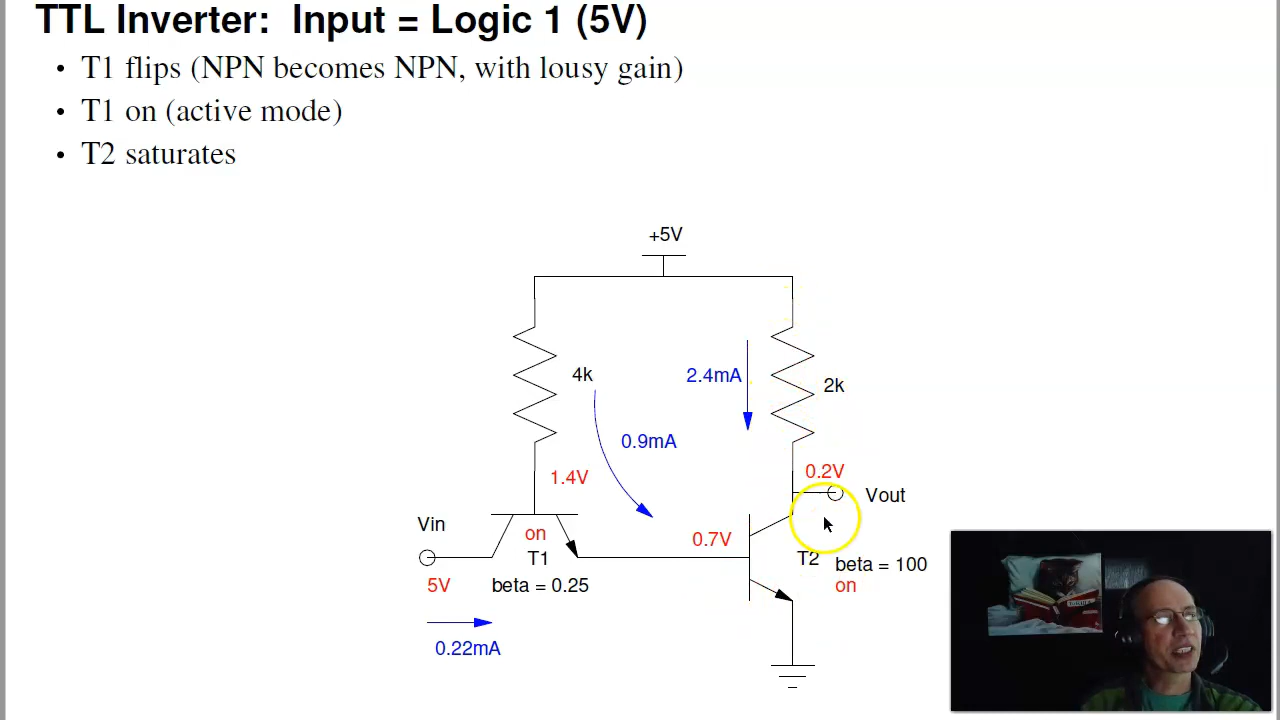 TTL Inverter: Input = Logic 1 (5V)
• T1 flips (NPN becomes NPN, with lousy gain)
• T1 on (active mode)
• T2 saturates
+5V
4k
2.4mA
2k
0.9mA
1.4V
0.2V
Vout
Vin
on
0.7V
T1
T2
beta = 100
5V
beta = 0.25
on
0.22mA